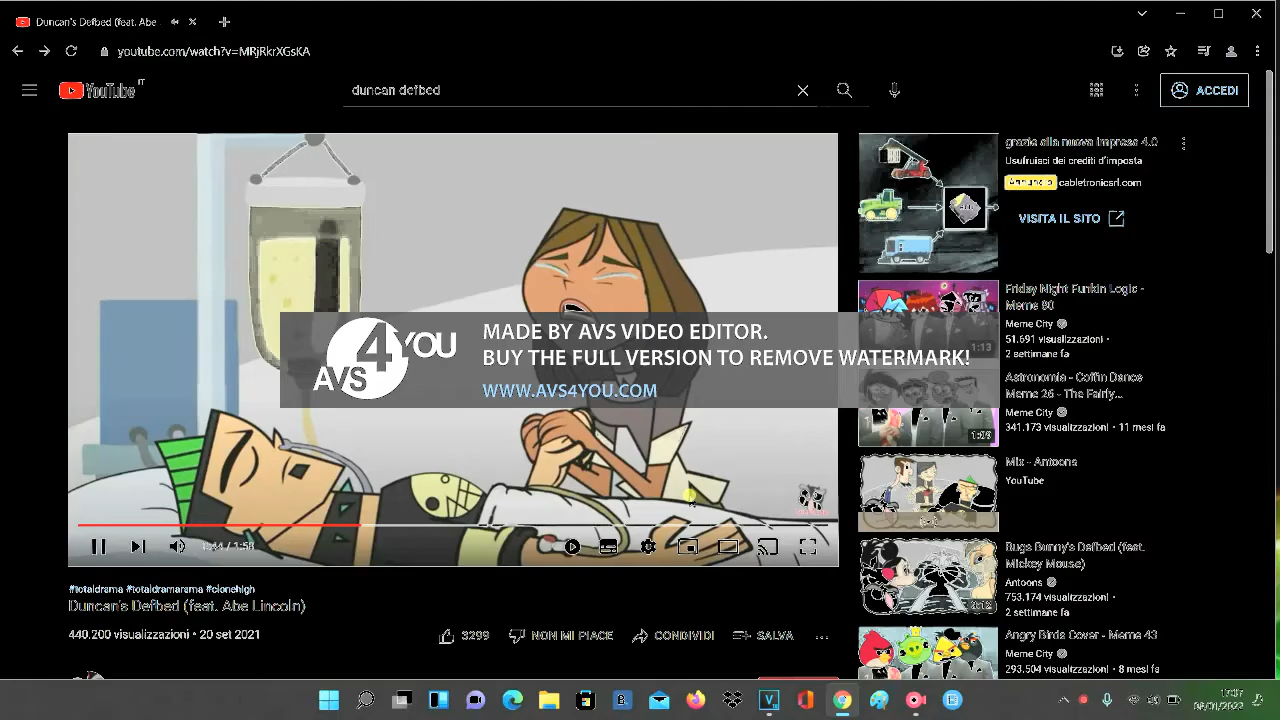 Duncan's Defbed (feat. Abe
youtube.com/watch?v=MRjRkrXGsKA
YouTube IT
duncan defbed
ACCEDI
MADE BY AVS VIDEO EDITOR.
BUY THE FULL VERSION TO REMOVE WATERMARK!
WWW.AVS4YOU.COM
AVS4YOU
/ 1:58
#totaldrama #totaldramarama #clonehigh
Duncan's Defbed (feat. Abe Lincoln)
440.200 visualizzazioni • 20 set 2021
3299
NON MI PIACE
CONDIVIDI
SALVA
grazie alla nuova Impresa 4.0
Usufruisci dei crediti d'imposta
Annuncio cabletronicsrl.com
VISITA IL SITO
Friday Night Funkin Logic -
Meme 80
Meme City
51.691 visualizzazioni •
2 settimane fa
1:13
Astronomia - Coffin Dance
Meme 26 - The Fairly...
Meme City
341.173 visualizzazioni • 11 mesi fa
Mix - Antoons
YouTube
Bugs Bunny's Defbed (feat.
Mickey Mouse)
Antoons
753.174 visualizzazioni •
2 settimane fa
Angry Birds Cover - Meme 43
Meme City
293.504 visualizzazioni • 8 mesi fa